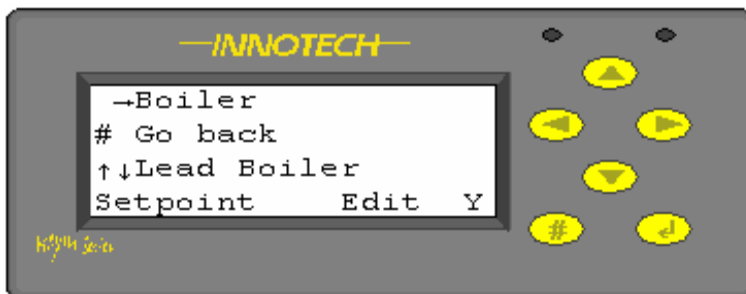 INNOTECH
→Boiler
# Go back
↑↓Lead Boiler
Setpoint Edit Y
#